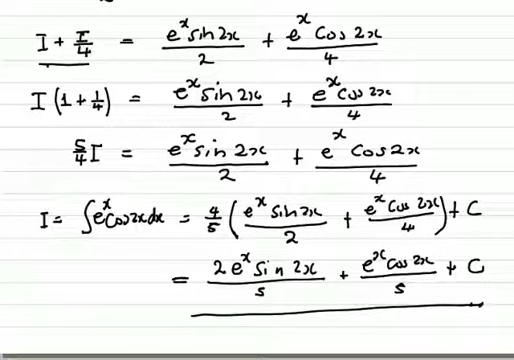 I + I/4 = e^x sin 2x/2 + e^x cos 2x/4
I (1 + 1/4) = e^x sin 2x/2 + e^x cos 2x/4
5/4 I = e^x sin 2x/2 + e^x cos 2x/4
I = ∫e^x cos 2x dx = 4/5 (e^x sin 2x/2 + e^x cos 2x/4) + C
= 2e^x sin 2x/5 + e^x cos 2x/5 + C